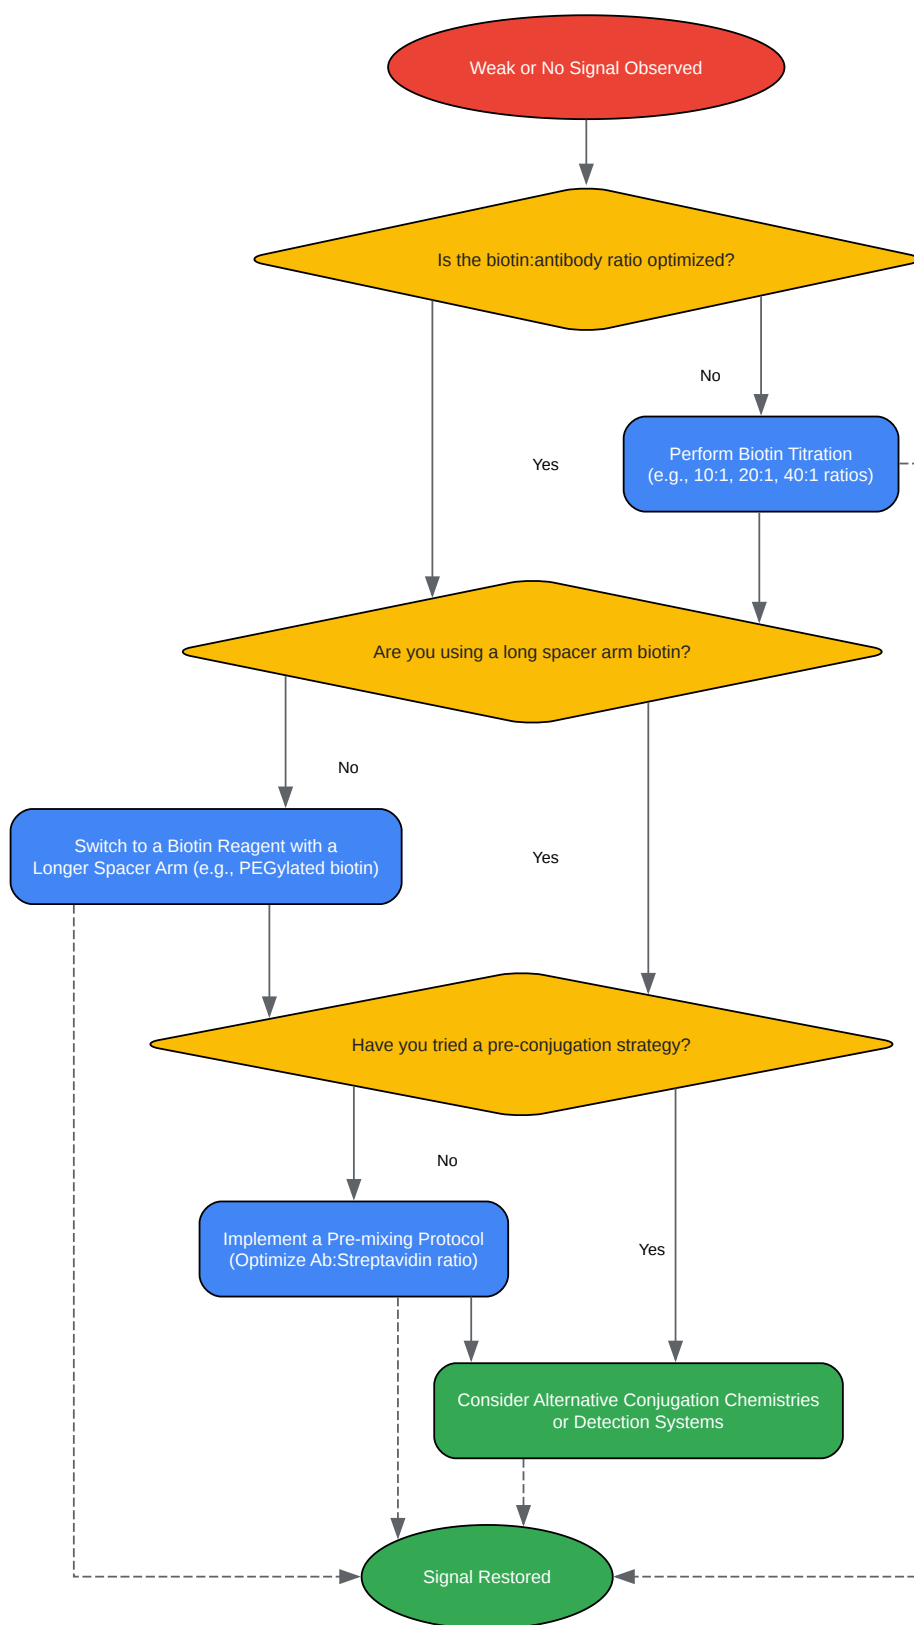 Weak or No Signal Observed
Is the biotin:antibody ratio optimized?
No
Perform Biotin Titration
(e.g., 10:1, 20:1, 40:1 ratios)
Yes
Are you using a long spacer arm biotin?
No
Switch to a Biotin Reagent with a
Longer Spacer Arm (e.g., PEGylated biotin)
Yes
Have you tried a pre-conjugation strategy?
No
Implement a Pre-mixing Protocol
(Optimize Ab:Streptavidin ratio)
Yes
Consider Alternative Conjugation Chemistries
or Detection Systems
Signal Restored